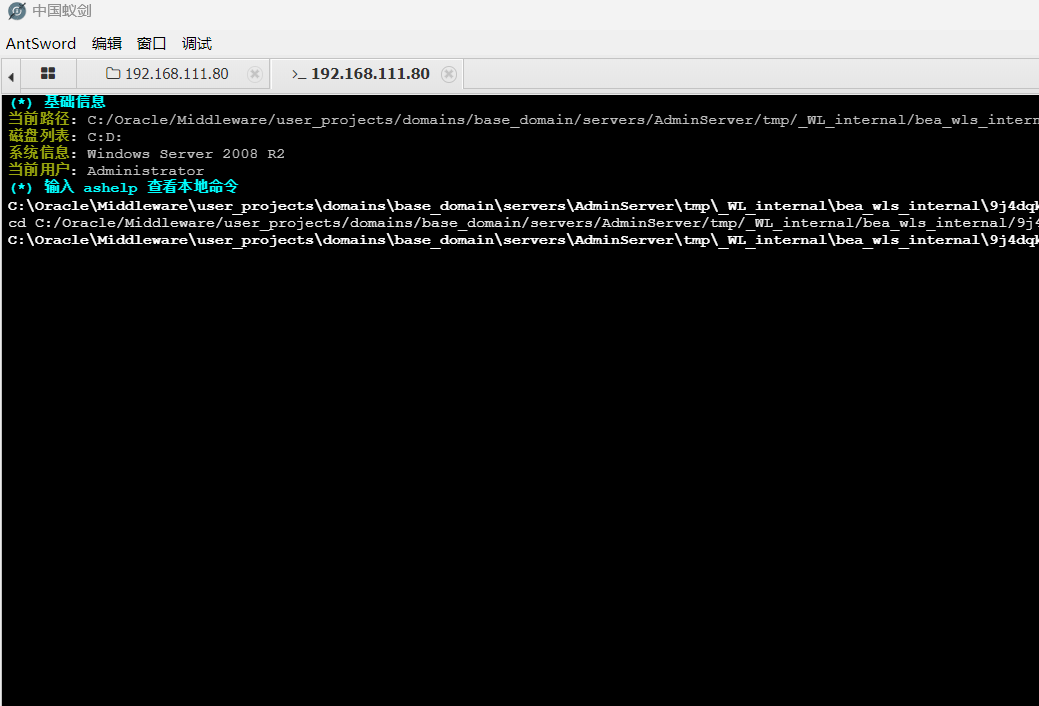 中国蚁剑
AntSword 编辑 窗口 调试
192.168.111.80 >_ 192.168.111.80
(*) 基础信息
当前路径: C:/Oracle/Middleware/user_projects/domains/base_domain/servers/AdminServer/tmp/_WL_internal/bea_wls_intern
磁盘列表: C:D:
系统信息: Windows Server 2008 R2
当前用户: Administrator
(*) 输入 ashelp 查看本地命令
C:\Oracle\Middleware\user_projects\domains\base_domain\servers\AdminServer\tmp\_WL_internal\bea_wls_internal\9j4dqk
cd C:/Oracle/Middleware/user_projects/domains/base_domain/servers/AdminServer/tmp/_WL_internal/bea_wls_internal/9j4
C:\Oracle\Middleware\user_projects\domains\base_domain\servers\AdminServer\tmp\_WL_internal\bea_wls_internal\9j4dqk